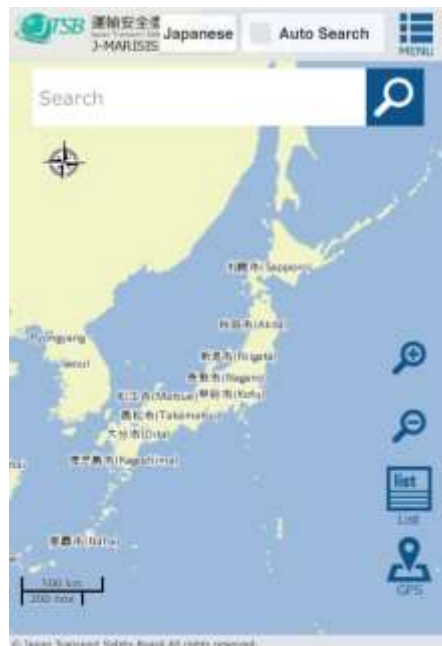 JTSB
運輸安全委
J-MARISIS
Japanese
Auto Search
MENU
Search
札幌市(Sapporo)
秋田市(Akita)
Pyongyang
Seoul
新潟市(Niigata)
長野市(Nagano)
松江市(Matsue)
甲府市(Kofu)
高松市(Takamatsu)
大分市(Oita)
鹿児島市(Kagoshima)
那覇市(Naha)
list
List
GPS
500 km
200 nm
© Japan Transport Safety Board All rights reserved.